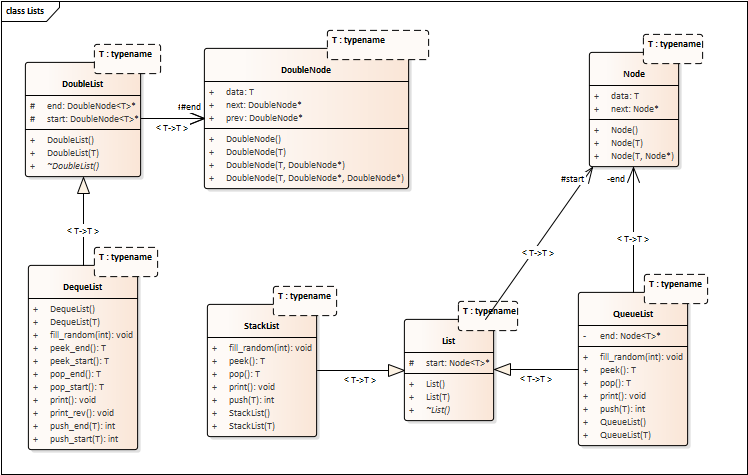 class Lists
T : typename
DoubleList
# end: DoubleNode<T>*
# start: DoubleNode<T>*
+ DoubleList()
+ DoubleList(T)
+ ~DoubleList()
#end
< T->T >
T : typename
DoubleNode
+ data: T
+ next: DoubleNode*
+ prev: DoubleNode*
+ DoubleNode()
+ DoubleNode(T)
+ DoubleNode(T, DoubleNode*)
+ DoubleNode(T, DoubleNode*, DoubleNode*)
T : typename
Node
+ data: T
+ next: Node*
+ Node()
+ Node(T)
+ Node(T, Node*)
#start
-end
< T->T >
< T->T >
< T->T >
T : typename
DequeList
+ DequeList()
+ DequeList(T)
+ fill_random(int): void
+ peek_end(): T
+ peek_start(): T
+ pop_end(): T
+ pop_start(): T
+ print(): void
+ print_rev(): void
+ push_end(T): int
+ push_start(T): int
T : typename
StackList
+ fill_random(int): void
+ peek(): T
+ pop(): T
+ print(): void
+ push(T): int
+ StackList()
+ StackList(T)
< T->T >
T : typename
List
# start: Node<T>*
+ List()
+ List(T)
+ ~List()
< T->T >
T : typename
QueueList
- end: Node<T>*
+ fill_random(int): void
+ peek(): T
+ pop(): T
+ print(): void
+ push(T): int
+ QueueList()
+ QueueList(T)